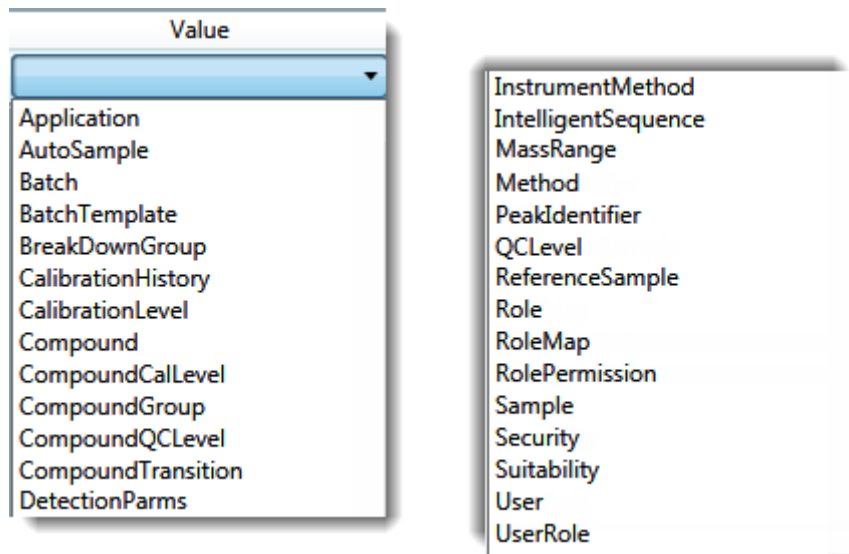 Value
Application
AutoSample
Batch
BatchTemplate
BreakDownGroup
CalibrationHistory
CalibrationLevel
Compound
CompoundCalLevel
CompoundGroup
CompoundQCLevel
CompoundTransition
DetectionParms
InstrumentMethod
IntelligentSequence
MassRange
Method
PeakIdentifier
QCLevel
ReferenceSample
Role
RoleMap
RolePermission
Sample
Security
Suitability
User
UserRole